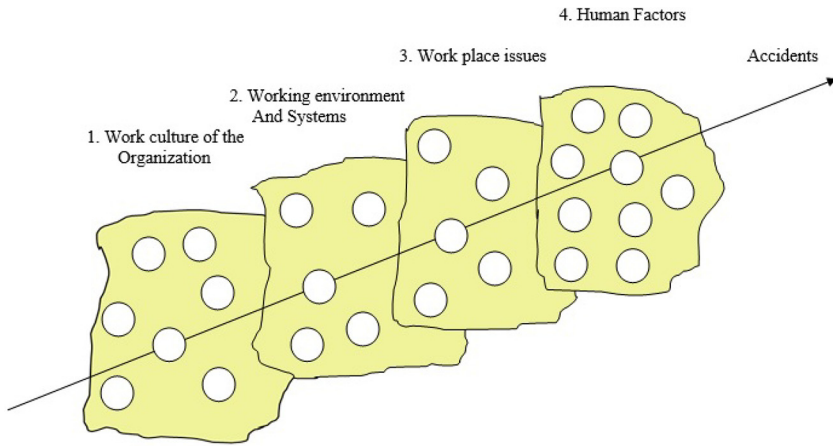 4. Human Factors
3. Work place issues
Accidents
2. Working environment
And Systems
1. Work culture of the
Organization